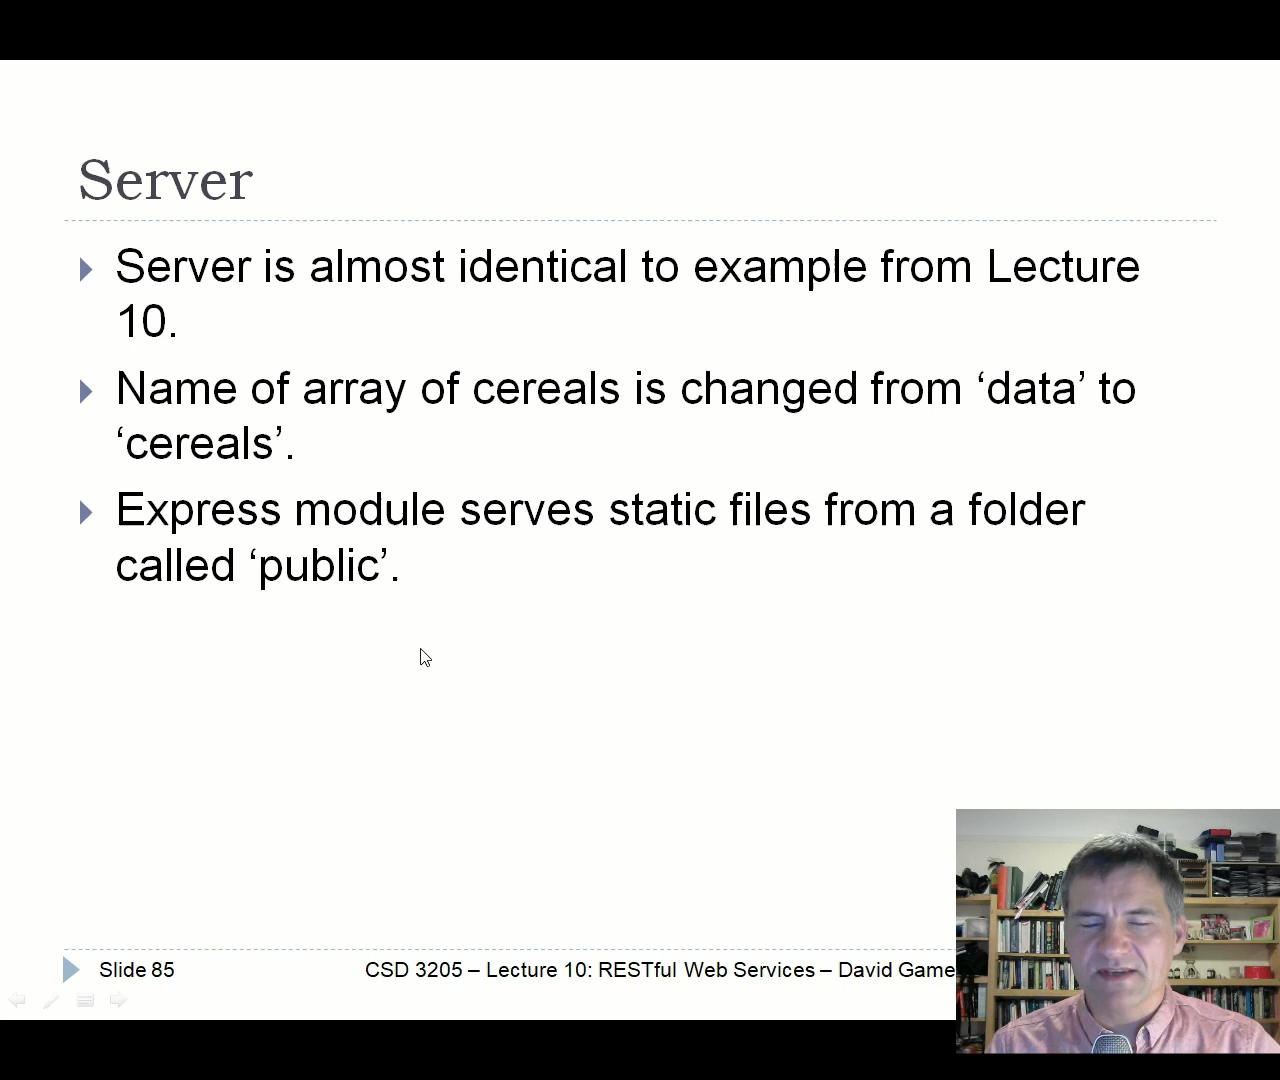 Server
Server is almost identical to example from Lecture
10.
Name of array of cereals is changed from ‘data’ to
‘cereals’.
Express module serves static files from a folder
called ‘public’.
Slide 85
CSD 3205 – Lecture 10: RESTful Web Services – David Game